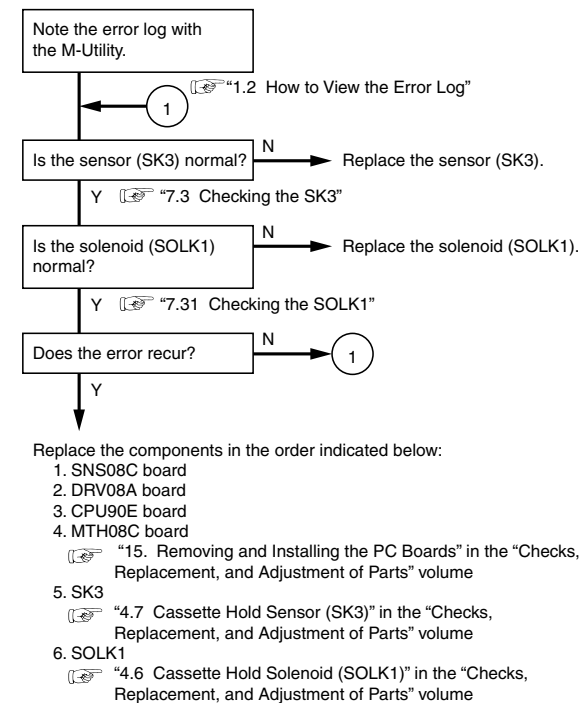 Note the error log with
the M-Utility.
“1.2 How to View the Error Log”
1
Is the sensor (SK3) normal?
N
Replace the sensor (SK3).
Y
“7.3 Checking the SK3”
Is the solenoid (SOLK1)
normal?
N
Replace the solenoid (SOLK1).
Y
“7.31 Checking the SOLK1”
Does the error recur?
N
1
Y
Replace the components in the order indicated below:
1. SNS08C board
2. DRV08A board
3. CPU90E board
4. MTH08C board
“15. Removing and Installing the PC Boards” in the “Checks,
Replacement, and Adjustment of Parts” volume
5. SK3
“4.7 Cassette Hold Sensor (SK3)” in the “Checks,
Replacement, and Adjustment of Parts” volume
6. SOLK1
“4.6 Cassette Hold Solenoid (SOLK1)” in the “Checks,
Replacement, and Adjustment of Parts” volume